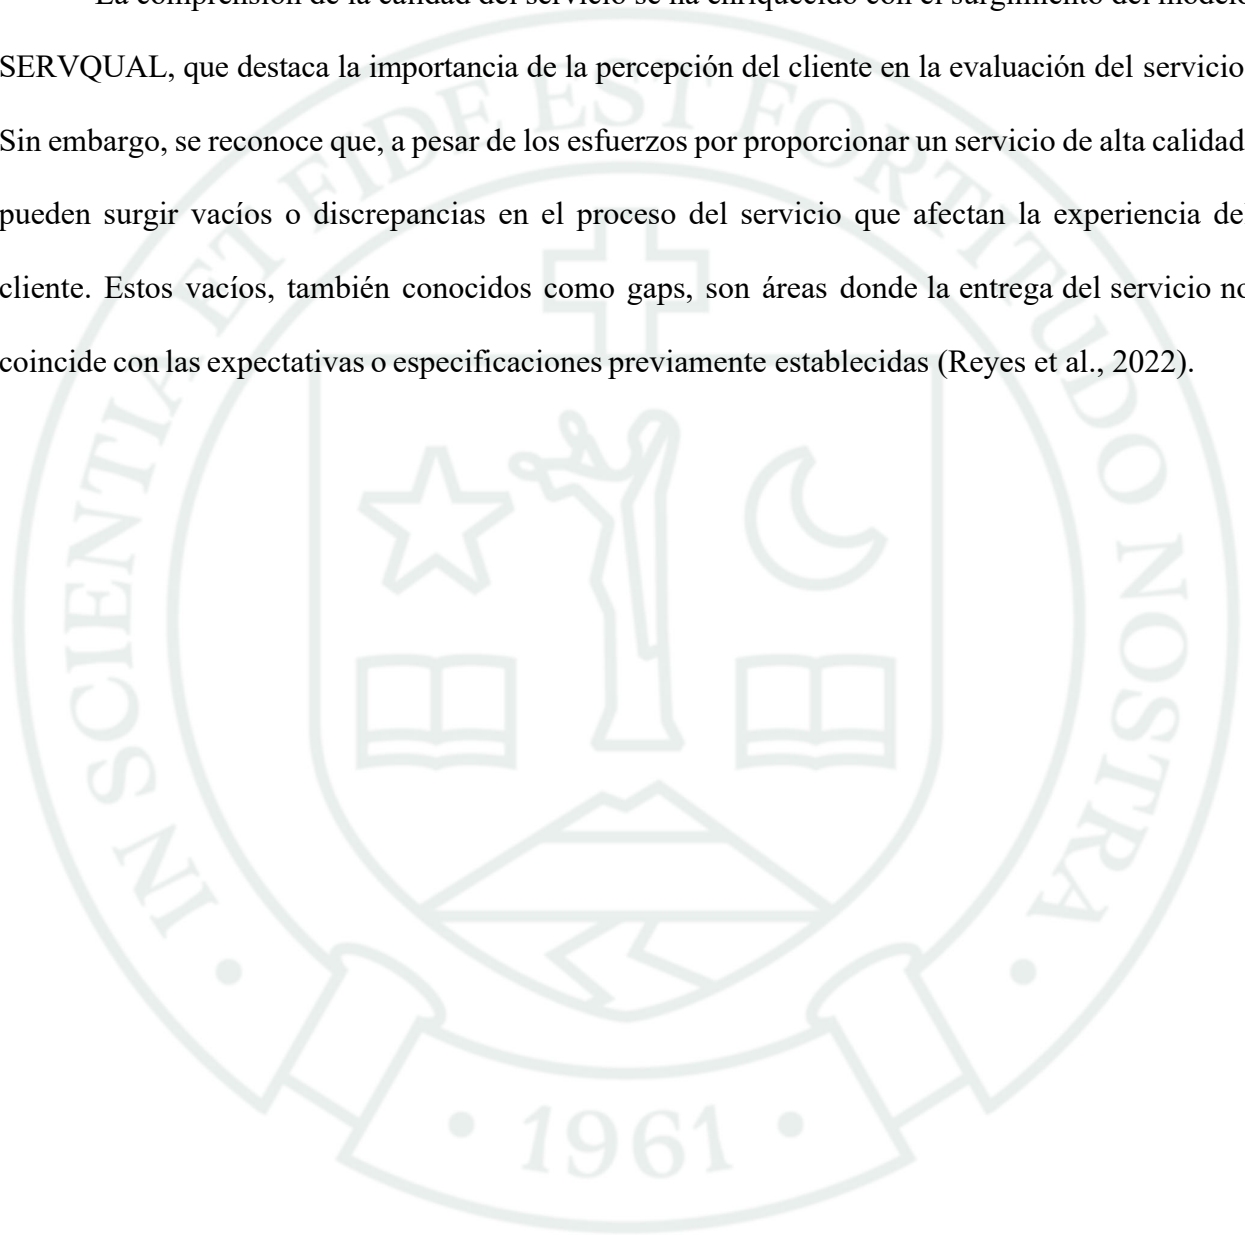 La comprensión de la calidad del servicio se ha enriquecido con el surgimiento del modelo
SERVQUAL, que destaca la importancia de la percepción del cliente en la evaluación del servicio
Sin embargo, se reconoce que, a pesar de los esfuerzos por proporcionar un servicio de alta calidad
pueden surgir vacíos o discrepancias en el proceso del servicio que afectan la experiencia del
cliente. Estos vacíos, también conocidos como gaps, son áreas donde la entrega del servicio no
coincide con las expectativas o especificaciones previamente establecidas (Reyes et al., 2022).
IN SCIENTIA ET FIDE EST FORTITUDO NOSTRA
• 1961 •